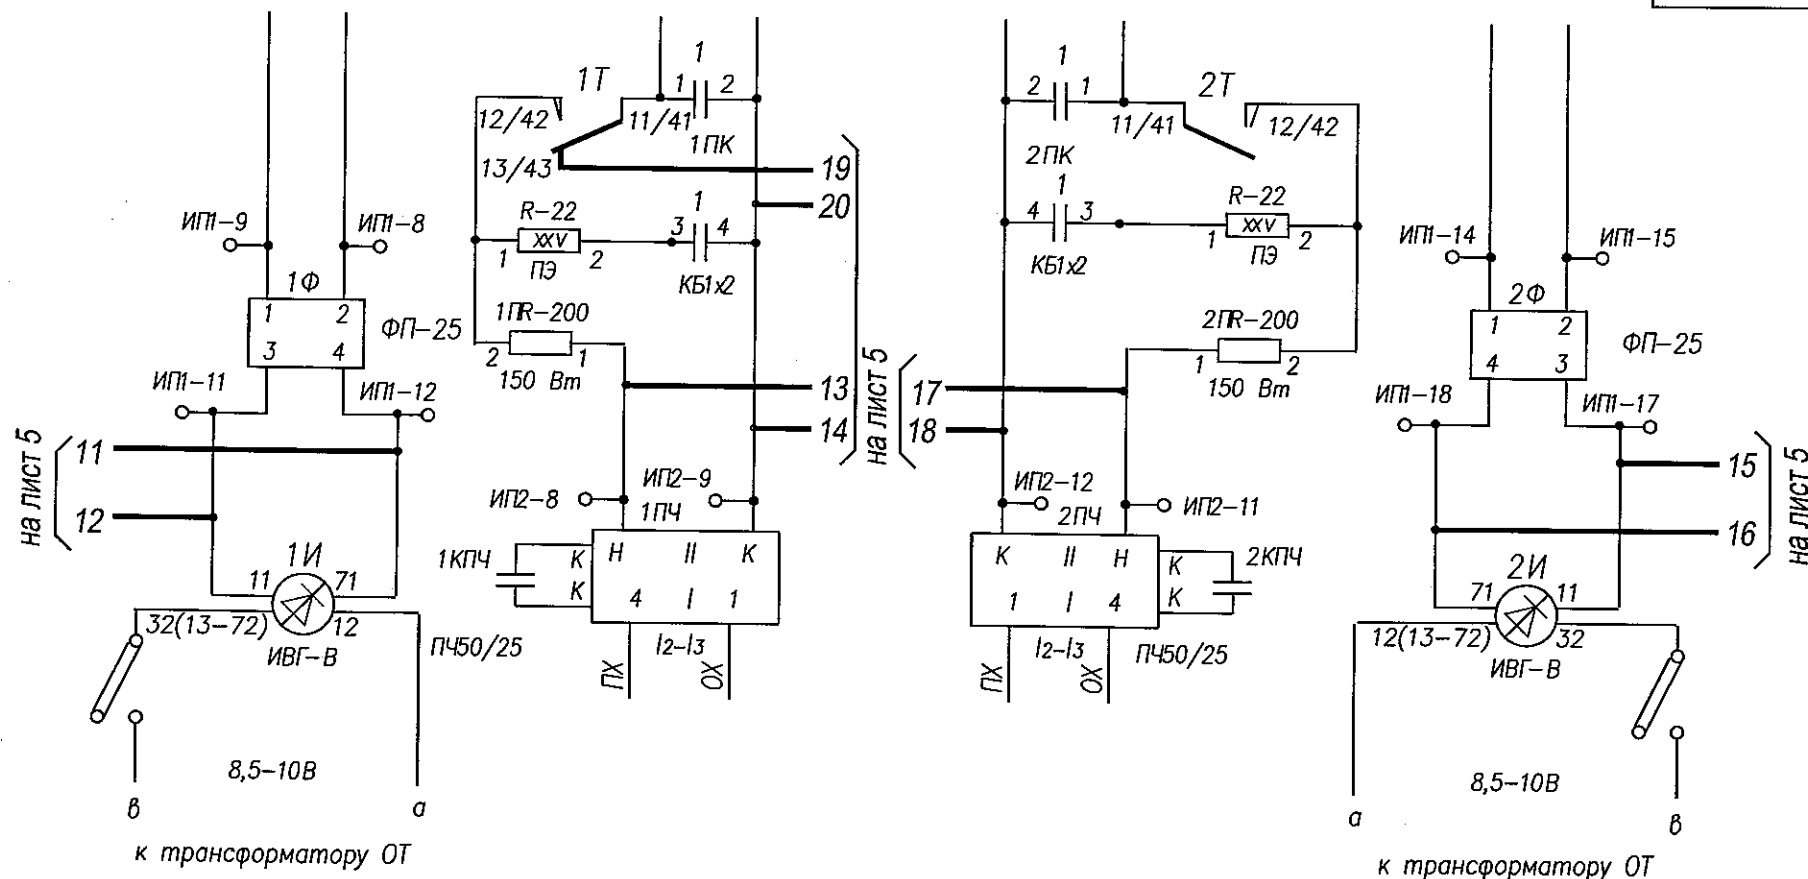 1 1
1Т 1 2 2 1 2Т
12/42 11/41 11/41 12/42
1ПК 2ПК
13/43 19
20
1 1
ИП1-9 ИП1-8 R-22 3 4 4 3 R-22 ИП1-14 ИП1-15
XXV XXV
1 2 1 2
ПЭ КБ1х2 КБ1х2 ПЭ
1Ф 2Ф
1 2 ФП-25 1ПR-200 2ПR-200 1 2 ФП-25
3 4 2 1 1 2 4 3
150 Вт 150 Вт
ИП1-11 ИП1-12 13 17 ИП1-18 ИП1-17
14 18
на лист 5 на лист 5 на лист 5
11 15
12 16
ИП2-8 ИП2-9 ИП2-12 ИП2-11
1ПЧ 2ПЧ
1КПЧ К Н II К К II Н К 2КПЧ
К 4 I 1 1 I 4 К
1И 2И
11 71 71 11
32(13-72) 12 12(13-72) 32
ИВГ-В ПЧ50/25 I2-I3 I2-I3 ПЧ50/25 ИВГ-В
ПХ ОХ ПХ ОХ
8,5-10В 8,5-10В
в а а в
к трансформатору ОТ к трансформатору ОТ